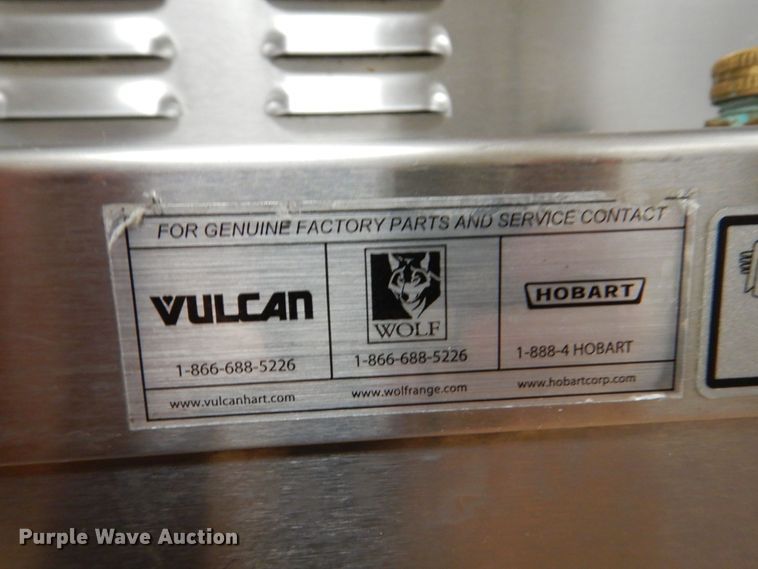 FOR GENUINE FACTORY PARTS AND SERVICE CONTACT
VULCAN
WOLF
HOBART
1-866-688-5226
1-866-688-5226
1-888-4 HOBART
www.vulcanhart.com
www.wolfrange.com
www.hobartcorp.com
Purple Wave Auction